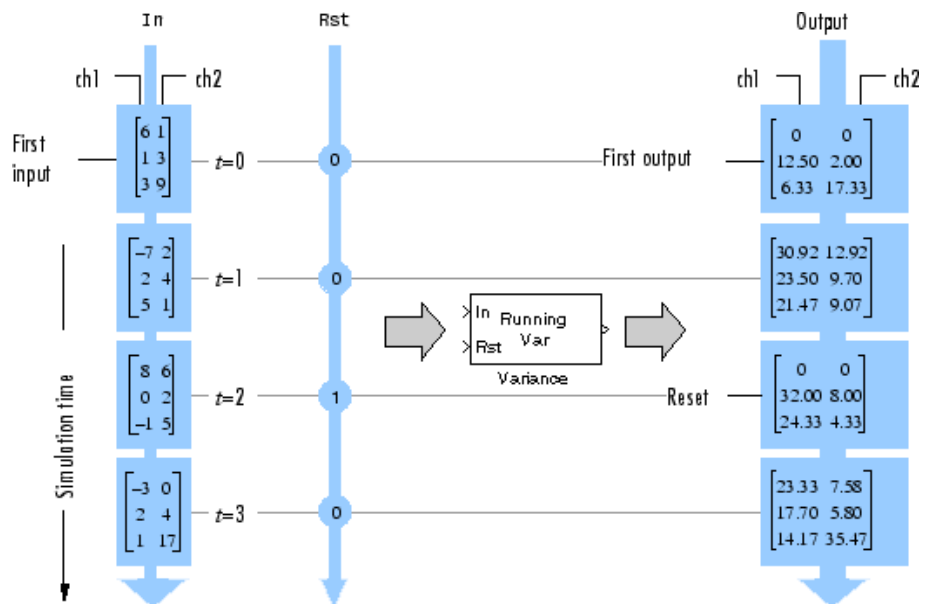 In Rst Output
ch1 ch2 ch1 ch2
First input
6 1
1 3
3 9
t=0
0
First output
0 0
12.50 2.00
6.33 17.33
−7 2
2 4
5 1
t=1
0
30.92 12.92
23.50 9.70
21.47 9.07
In
Rst
Running
Var
Variance
Simulation time
8 6
0 2
−1 5
t=2
1
Reset
0 0
32.00 8.00
24.33 4.33
−3 0
2 4
1 17
t=3
0
23.33 7.58
17.70 5.80
14.17 35.47